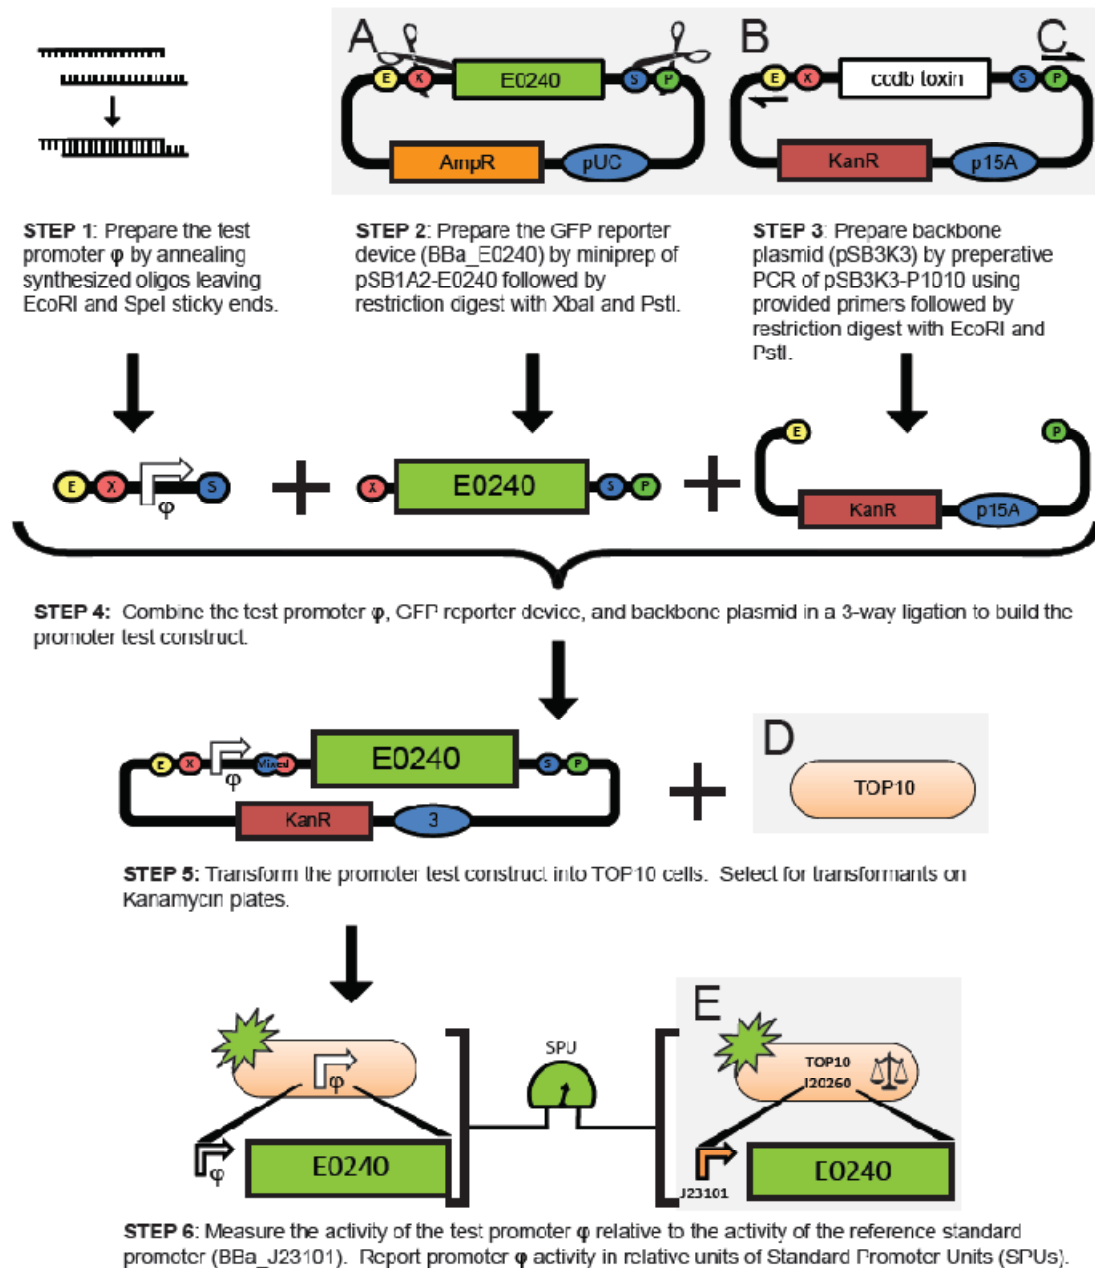 A
B
C
E
X
E0240
S
P
E
X
ccdb toxin
S
P
AmpR
pUC
KanR
p15A
STEP 1: Prepare the test
promoter φ by annealing
synthesized oligos leaving
EcoRI and SpeI sticky ends.
STEP 2: Prepare the GFP reporter
device (BBa_E0240) by miniprep of
pSB1A2-E0240 followed by
restriction digest with XbaI and PstI.
STEP 3: Prepare backbone
plasmid (pSB3K3) by preperative
PCR of pSB3K3-P1010 using
provided primers followed by
restriction digest with EcoRI and
PstI.
E
X
φ
S
+
X
E0240
S
P
+
E
P
KanR
p15A
STEP 4: Combine the test promoter φ, GFP reporter device, and backbone plasmid in a 3-way ligation to build the
promoter test construct.
E
X
φ
Mixed
E0240
S
P
KanR
3
+
D
TOP10
STEP 5: Transform the promoter test construct into TOP10 cells. Select for transformants on
Kanamycin plates.
φ
φ
E0240
SPU
E
TOP10
J20260
J23101
E0240
STEP 6: Measure the activity of the test promoter φ relative to the activity of the reference standard
promoter (BBa_J23101). Report promoter φ activity in relative units of Standard Promoter Units (SPUs).